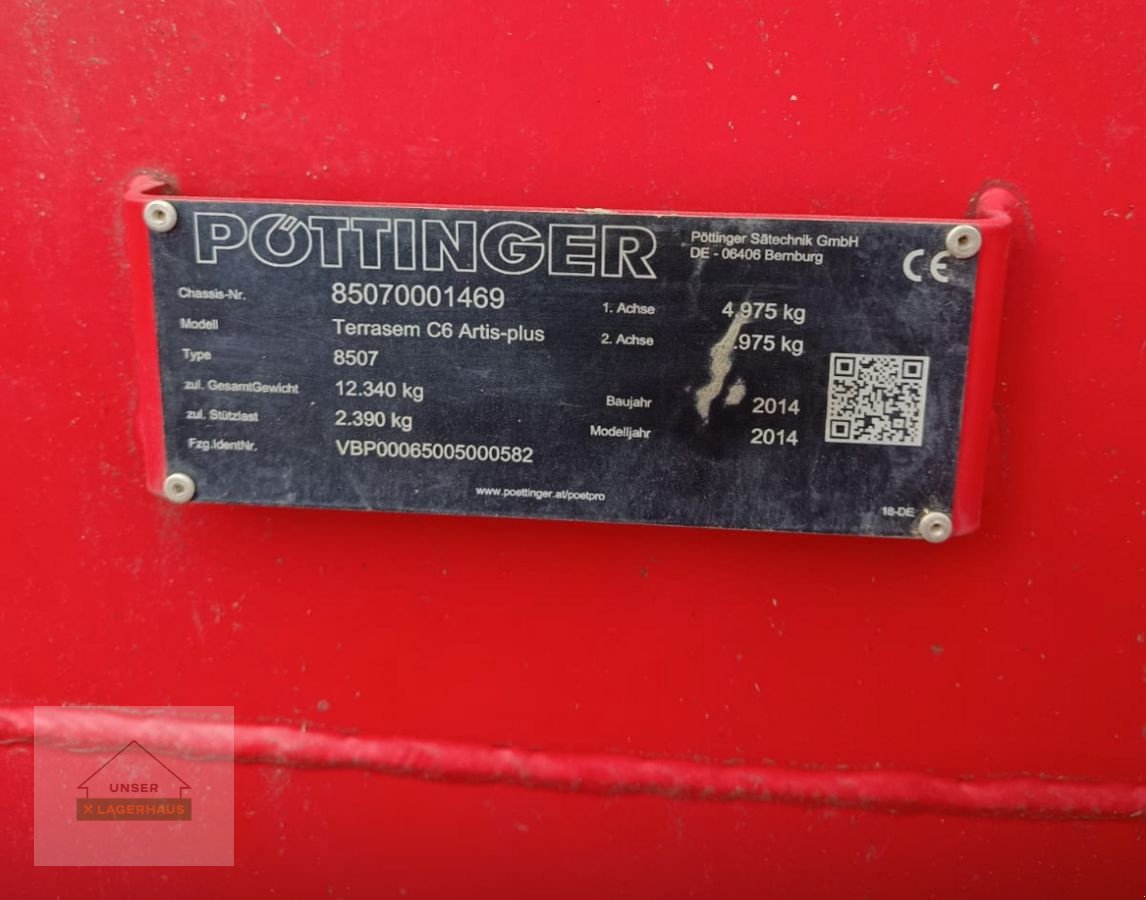 PÖTTINGER
Pöttinger Sätechnik GmbH
DE - 06406 Bernburg
CE
Chassis-Nr. 85070001469
Modell Terrasem C6 Artis-plus
Type 8507
zul. GesamtGewicht 12.340 kg
zul. Stützlast 2.390 kg
Fzg.IdentNr. VBP00065005000582
1. Achse 4.975 kg
2. Achse .975 kg
Baujahr 2014
Modelljahr 2014
www.poettinger.at/poetpro
18-DE
UNSER
X LAGERHAUS